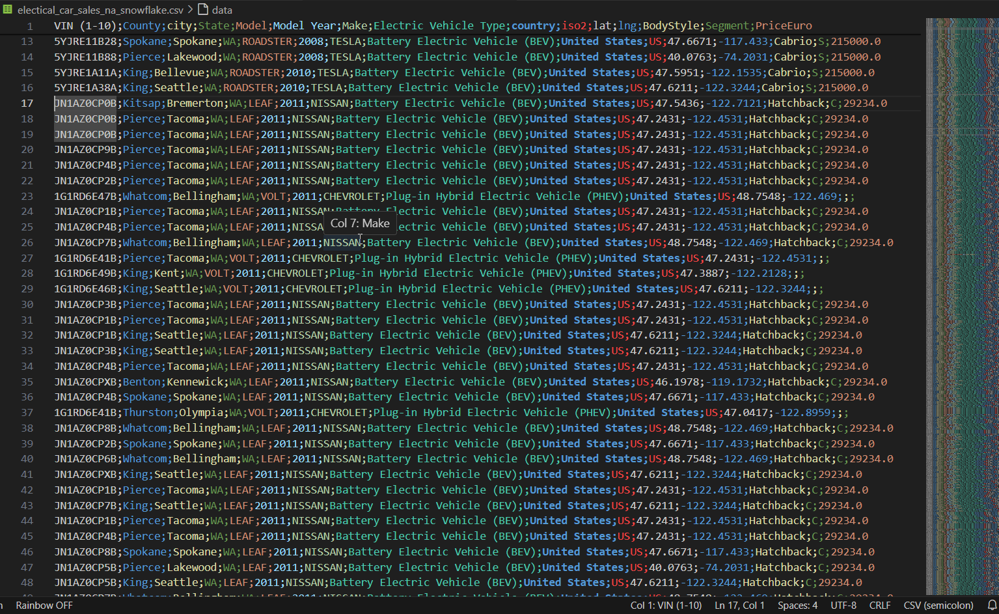 electical_car_sales_na_snowflake.csv > data
1 VIN (1-10);County;city;State;Model;Model Year;Make;Electric Vehicle Type;country;iso2;lat;lng;BodyStyle;Segment;PriceEuro
13 5YJRE11B28;Spokane;Spokane;WA;ROADSTER;2008;TESLA;Battery Electric Vehicle (BEV);United States;US;47.6671;-117.433;Cabrio;S;215000.0
14 5YJRE11B88;Pierce;Lakewood;WA;ROADSTER;2008;TESLA;Battery Electric Vehicle (BEV);United States;US;40.0763;-74.2031;Cabrio;S;215000.0
15 5YJRE1A11A;King;Bellevue;WA;ROADSTER;2010;TESLA;Battery Electric Vehicle (BEV);United States;US;47.5951;-122.1535;Cabrio;S;215000.0
16 5YJRE1A38A;King;Seattle;WA;ROADSTER;2010;TESLA;Battery Electric Vehicle (BEV);United States;US;47.6211;-122.3244;Cabrio;S;215000.0
17 JN1AZ0CP0B;Kitsap;Bremerton;WA;LEAF;2011;NISSAN;Battery Electric Vehicle (BEV);United States;US;47.5436;-122.7121;Hatchback;C;29234.0
18 JN1AZ0CP0B;Pierce;Tacoma;WA;LEAF;2011;NISSAN;Battery Electric Vehicle (BEV);United States;US;47.2431;-122.4531;Hatchback;C;29234.0
19 JN1AZ0CP0B;Pierce;Tacoma;WA;LEAF;2011;NISSAN;Battery Electric Vehicle (BEV);United States;US;47.2431;-122.4531;Hatchback;C;29234.0
20 JN1AZ0CP9B;Pierce;Tacoma;WA;LEAF;2011;NISSAN;Battery Electric Vehicle (BEV);United States;US;47.2431;-122.4531;Hatchback;C;29234.0
21 JN1AZ0CP4B;Pierce;Tacoma;WA;LEAF;2011;NISSAN;Battery Electric Vehicle (BEV);United States;US;47.2431;-122.4531;Hatchback;C;29234.0
22 JN1AZ0CP2B;Pierce;Tacoma;WA;LEAF;2011;NISSAN;Battery Electric Vehicle (BEV);United States;US;47.2431;-122.4531;Hatchback;C;29234.0
23 1G1RD6E47B;Whatcom;Bellingham;WA;VOLT;2011;CHEVROLET;Plug-in Hybrid Electric Vehicle (PHEV);United States;US;48.7548;-122.469;;;
24 JN1AZ0CP1B;Pierce;Tacoma;WA;LEAF;2011;NISSAN;Battery Electric Vehicle (BEV);United States;US;47.2431;-122.4531;Hatchback;C;29234.0
Col 7: Make
25 JN1AZ0CP4B;Pierce;Tacoma;WA;LEAF;2011;NISSA ectric Vehicle (BEV);United States;US;47.2431;-122.4531;Hatchback;C;29234.0
26 JN1AZ0CP7B;Whatcom;Bellingham;WA;LEAF;2011;NISSAN;Battery Electric Vehicle (BEV);United States;US;48.7548;-122.469;Hatchback;C;29234.0
27 1G1RD6E41B;Pierce;Tacoma;WA;VOLT;2011;CHEVROLET;Plug-in Hybrid Electric Vehicle (PHEV);United States;US;47.2431;-122.4531;;;
28 1G1RD6E49B;King;Kent;WA;VOLT;2011;CHEVROLET;Plug-in Hybrid Electric Vehicle (PHEV);United States;US;47.3887;-122.2128;;;
29 1G1RD6E46B;King;Seattle;WA;VOLT;2011;CHEVROLET;Plug-in Hybrid Electric Vehicle (PHEV);United States;US;47.6211;-122.3244;;;
30 JN1AZ0CP3B;Pierce;Tacoma;WA;LEAF;2011;NISSAN;Battery Electric Vehicle (BEV);United States;US;47.2431;-122.4531;Hatchback;C;29234.0
31 JN1AZ0CP1B;Pierce;Tacoma;WA;LEAF;2011;NISSAN;Battery Electric Vehicle (BEV);United States;US;47.2431;-122.4531;Hatchback;C;29234.0
32 JN1AZ0CP1B;King;Seattle;WA;LEAF;2011;NISSAN;Battery Electric Vehicle (BEV);United States;US;47.6211;-122.3244;Hatchback;C;29234.0
33 JN1AZ0CP3B;King;Seattle;WA;LEAF;2011;NISSAN;Battery Electric Vehicle (BEV);United States;US;47.6211;-122.3244;Hatchback;C;29234.0
34 JN1AZ0CP4B;Pierce;Tacoma;WA;LEAF;2011;NISSAN;Battery Electric Vehicle (BEV);United States;US;47.2431;-122.4531;Hatchback;C;29234.0
35 JN1AZ0CPXB;Benton;Kennewick;WA;LEAF;2011;NISSAN;Battery Electric Vehicle (BEV);United States;US;46.1978;-119.1732;Hatchback;C;29234.0
36 JN1AZ0CP4B;Spokane;Spokane;WA;LEAF;2011;NISSAN;Battery Electric Vehicle (BEV);United States;US;47.6671;-117.433;Hatchback;C;29234.0
37 1G1RD6E41B;Thurston;Olympia;WA;VOLT;2011;CHEVROLET;Plug-in Hybrid Electric Vehicle (PHEV);United States;US;47.0417;-122.8959;;;
38 JN1AZ0CP8B;Whatcom;Bellingham;WA;LEAF;2011;NISSAN;Battery Electric Vehicle (BEV);United States;US;48.7548;-122.469;Hatchback;C;29234.0
39 JN1AZ0CP2B;Spokane;Spokane;WA;LEAF;2011;NISSAN;Battery Electric Vehicle (BEV);United States;US;47.6671;-117.433;Hatchback;C;29234.0
40 JN1AZ0CP6B;Whatcom;Bellingham;WA;LEAF;2011;NISSAN;Battery Electric Vehicle (BEV);United States;US;48.7548;-122.469;Hatchback;C;29234.0
41 JN1AZ0CPXB;King;Seattle;WA;LEAF;2011;NISSAN;Battery Electric Vehicle (BEV);United States;US;47.6211;-122.3244;Hatchback;C;29234.0
42 JN1AZ0CP1B;Pierce;Tacoma;WA;LEAF;2011;NISSAN;Battery Electric Vehicle (BEV);United States;US;47.2431;-122.4531;Hatchback;C;29234.0
43 JN1AZ0CP7B;King;Seattle;WA;LEAF;2011;NISSAN;Battery Electric Vehicle (BEV);United States;US;47.6211;-122.3244;Hatchback;C;29234.0
44 JN1AZ0CP1B;Pierce;Tacoma;WA;LEAF;2011;NISSAN;Battery Electric Vehicle (BEV);United States;US;47.2431;-122.4531;Hatchback;C;29234.0
45 JN1AZ0CP4B;Pierce;Tacoma;WA;LEAF;2011;NISSAN;Battery Electric Vehicle (BEV);United States;US;47.2431;-122.4531;Hatchback;C;29234.0
46 JN1AZ0CP8B;Spokane;Spokane;WA;LEAF;2011;NISSAN;Battery Electric Vehicle (BEV);United States;US;47.6671;-117.433;Hatchback;C;29234.0
47 JN1AZ0CP5B;Pierce;Lakewood;WA;LEAF;2011;NISSAN;Battery Electric Vehicle (BEV);United States;US;40.0763;-74.2031;Hatchback;C;29234.0
48 JN1AZ0CP5B;King;Seattle;WA;LEAF;2011;NISSAN;Battery Electric Vehicle (BEV);United States;US;47.6211;-122.3244;Hatchback;C;29234.0
Rainbow OFF
Col 1: VIN (1-10) Ln 17, Col 1 Spaces: 4 UTF-8 CRLF CSV (semicolon)